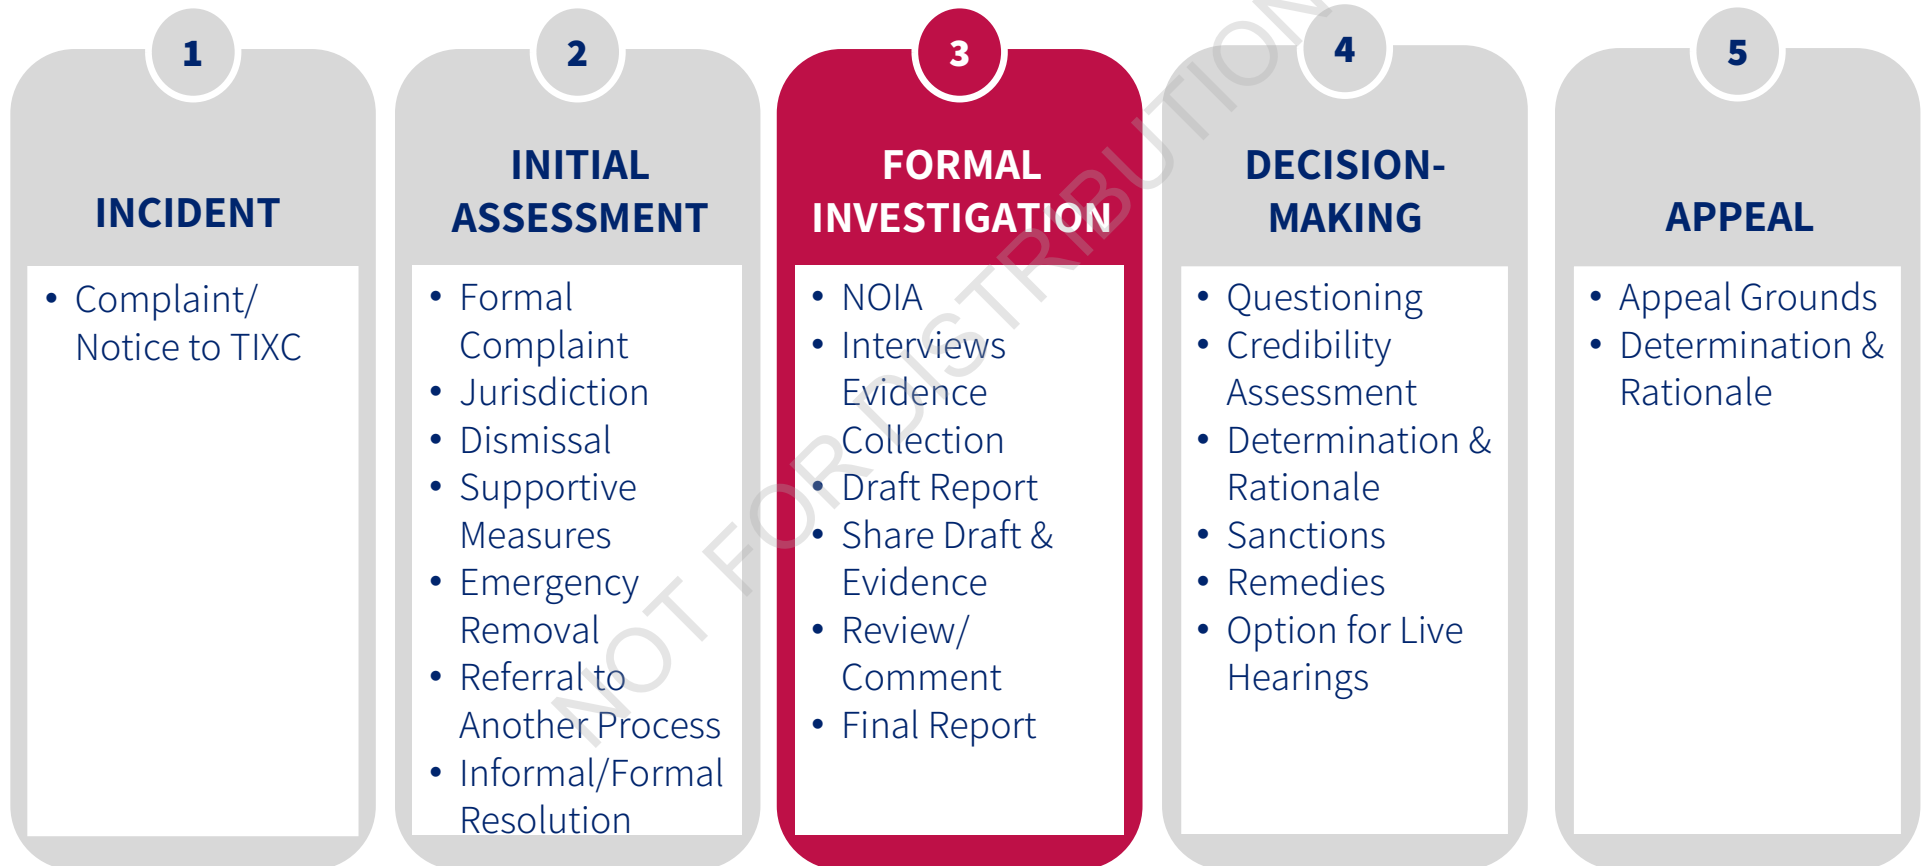 1
INCIDENT
• Complaint/
Notice to TIXC
2
INITIAL
ASSESSMENT
• Formal
Complaint
• Jurisdiction
• Dismissal
• Supportive
Measures
• Emergency
Removal
• Referral to
Another Process
• Informal/Formal
Resolution
3
FORMAL
INVESTIGATION
• NOIA
• Interviews
Evidence
Collection
• Draft Report
• Share Draft &
Evidence
• Review/
Comment
• Final Report
4
DECISION-
MAKING
• Questioning
• Credibility
Assessment
• Determination &
Rationale
• Sanctions
• Remedies
• Option for Live
Hearings
5
APPEAL
• Appeal Grounds
• Determination &
Rationale
NOT FOR DISTRIBUTION